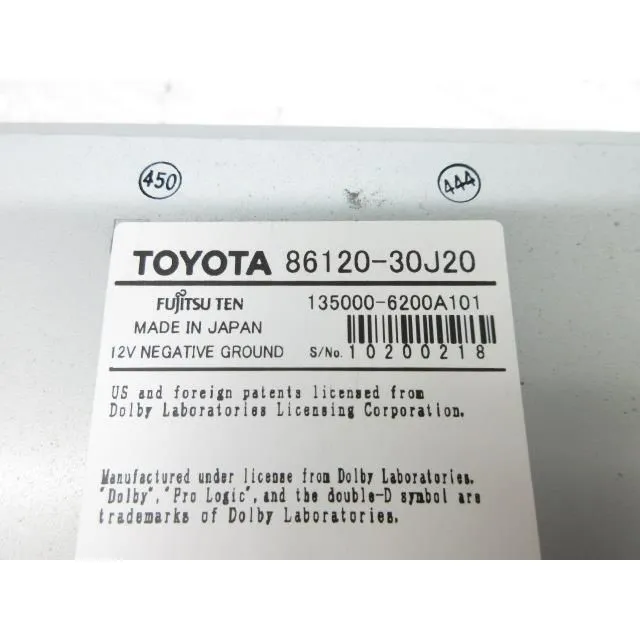 450
444
TOYOTA 86120-30J20
FUJITSU TEN 135000-6200A101
MADE IN JAPAN
12V NEGATIVE GROUND S/No. 10200218
US and foreign patents licensed from
Dolby Laboratories Licensing Corporation.
Manufactured under license from Dolby Laboratories.
"Dolby", "Pro Logic", and the double-D symbol are
trademarks of Dolby Laboratories.